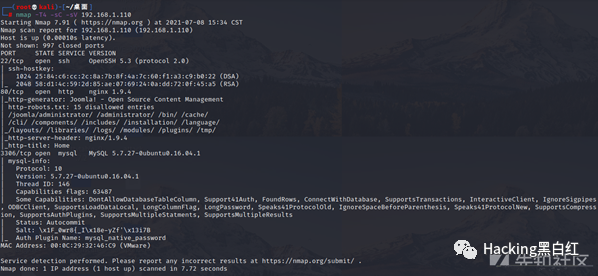 (root💀kali)-[~/桌面]
# nmap -T4 -sC -sV 192.168.1.110
Starting Nmap 7.91 ( https://nmap.org ) at 2021-07-08 15:34 CST
Nmap scan report for 192.168.1.110 (192.168.1.110)
Host is up (0.00010s latency).
Not shown: 997 closed ports
PORT STATE SERVICE VERSION
22/tcp open ssh OpenSSH 5.3 (protocol 2.0)
| ssh-hostkey:
| 1024 25:84:c6:cc:2c:8a:7b:8f:4a:7c:60:f1:a3:c9:b0:22 (DSA)
|_ 2048 58:d1:4c:59:2d:85:ae:07:69:24:0a:dd:72:0f:45:a5 (RSA)
80/tcp open http nginx 1.9.4
|_http-generator: Joomla! - Open Source Content Management
| http-robots.txt: 15 disallowed entries
| /joomla/administrator/ /administrator/ /bin/ /cache/
| /cli/ /components/ /includes/ /installation/ /language/
|_/layouts/ /libraries/ /logs/ /modules/ /plugins/ /tmp/
|_http-server-header: nginx/1.9.4
|_http-title: Home
3306/tcp open mysql MySQL 5.7.27-0ubuntu0.16.04.1
| mysql-info:
| Protocol: 10
| Version: 5.7.27-0ubuntu0.16.04.1
| Thread ID: 146
| Capabilities flags: 63487
| Some Capabilities: DontAllowDatabaseTableColumn, Support41Auth, FoundRows, ConnectWithDatabase, SupportsTransactions, InteractiveClient, IgnoreSigpipes
, ODBCClient, SupportsLoadDataLocal, LongColumnFlag, LongPassword, Speaks41ProtocolOld, IgnoreSpaceBeforeParenthesis, Speaks41ProtocolNew, SupportsCompress
ion, SupportsAuthPlugins, SupportsMultipleStatments, SupportsMultipleResults
| Status: Autocommit
| Salt:
|_ Auth Plugin Name: mysql_native_password
MAC Address: 00:0C:29:32:46:C9 (VMware)
Service detection performed. Please report any incorrect results at https://nmap.org/submit/ .
Nmap done: 1 IP address (1 host up) scanned in 7.72 seconds
Hacking黑白红
先知社区